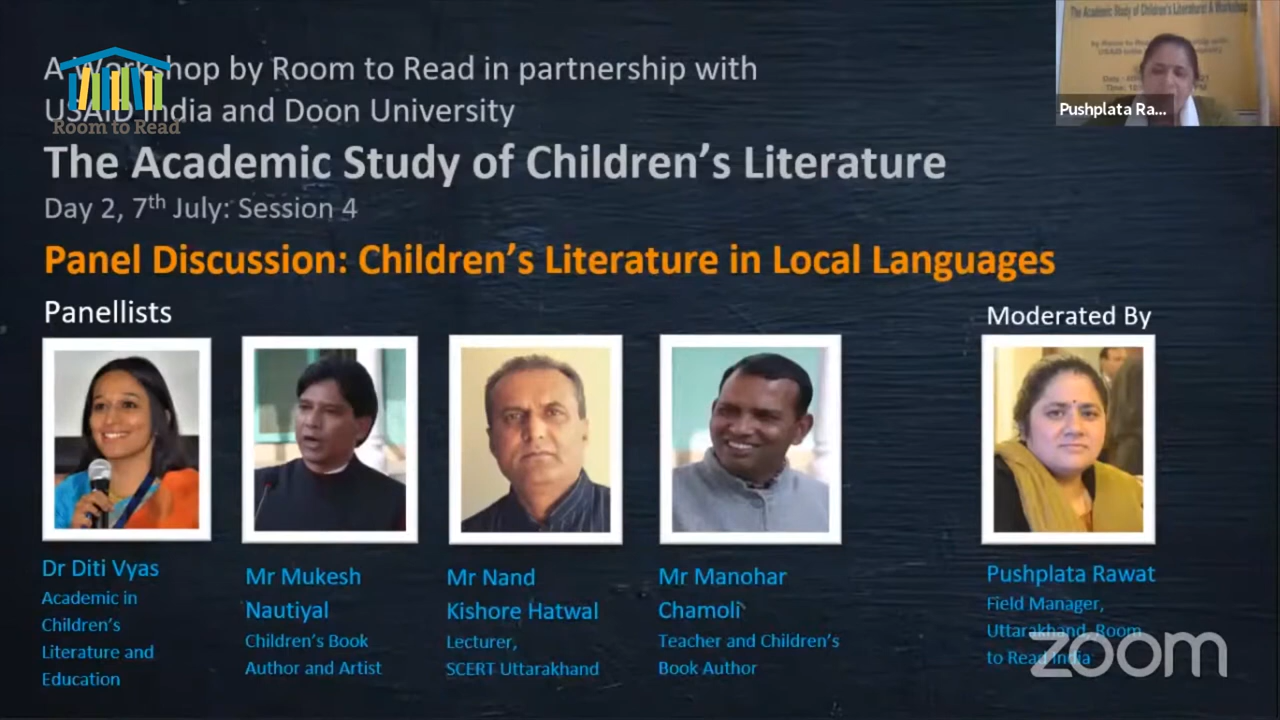 A Workshop by Room to Read in partnership with
USAID India and Doon University
Room to Read
The Academic Study of Children's Literature
Day 2, 7th July: Session 4
Panel Discussion: Children's Literature in Local Languages
The Academic Study of Children's Literature: A Workshop
Pushplata Ra...
Panellists
Moderated By
Dr Diti Vyas
Academic in
Children's
Literature and
Education
Mr Mukesh
Nautiyal
Children's Book
Author and Artist
Mr Nand
Kishore Hatwal
Lecturer,
SCERT Uttarakhand
Mr Manohar
Chamoli
Teacher and Children's
Book Author
Pushplata Rawat
Field Manager,
Uttarakhand, Room
to Read India
zoom